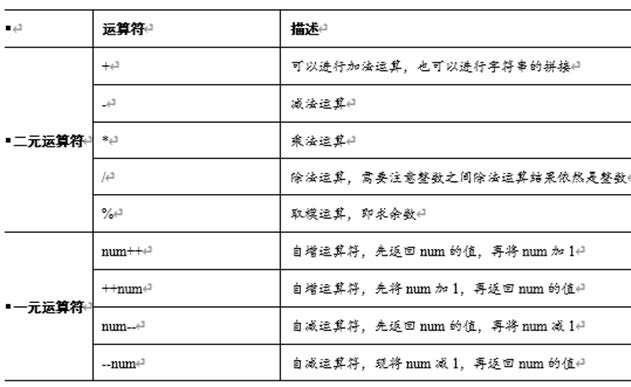 运算符 描述
二元运算符
+ 可以进行加法运算，也可以进行字符串的拼接
- 减法运算
* 乘法运算
/ 除法运算，需要注意整数之间除法运算结果依然是整数
% 取模运算，即求余数
一元运算符
num++ 自增运算符，先返回 num 的值，再将 num 加 1
++num 自增运算符，先将 num 加 1，再返回 num 的值
num-- 自减运算符，先返回 num 的值，再将 num 减 1
--num 自减运算符，现将 num 减 1，再返回 num 的值